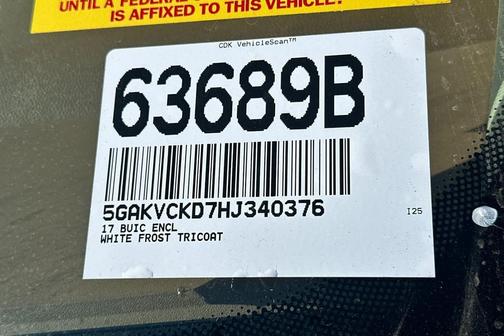 UNTIL A FEDERAL
IS AFFIXED TO THIS VEHICLE.
CDK VehicleScan™
63689B
5GAKVCKD7HJ340376
I25
17 BUIC ENCL
WHITE FROST TRICOAT